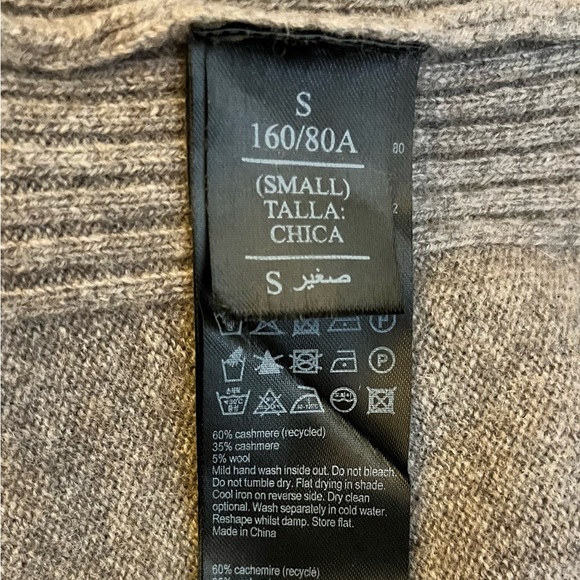 S
160/80A
(SMALL)
TALLA:
CHICA
S صغير
80
2
P
P
60% cashmere (recycled)
35% cashmere
5% wool
Mild hand wash inside out. Do not bleach.
Do not tumble dry. Flat drying in shade.
Cool iron on reverse side. Dry clean
optional. Wash separately in cold water.
Reshape whilst damp. Store flat.
Made in China
60% cachemire (recyclé)